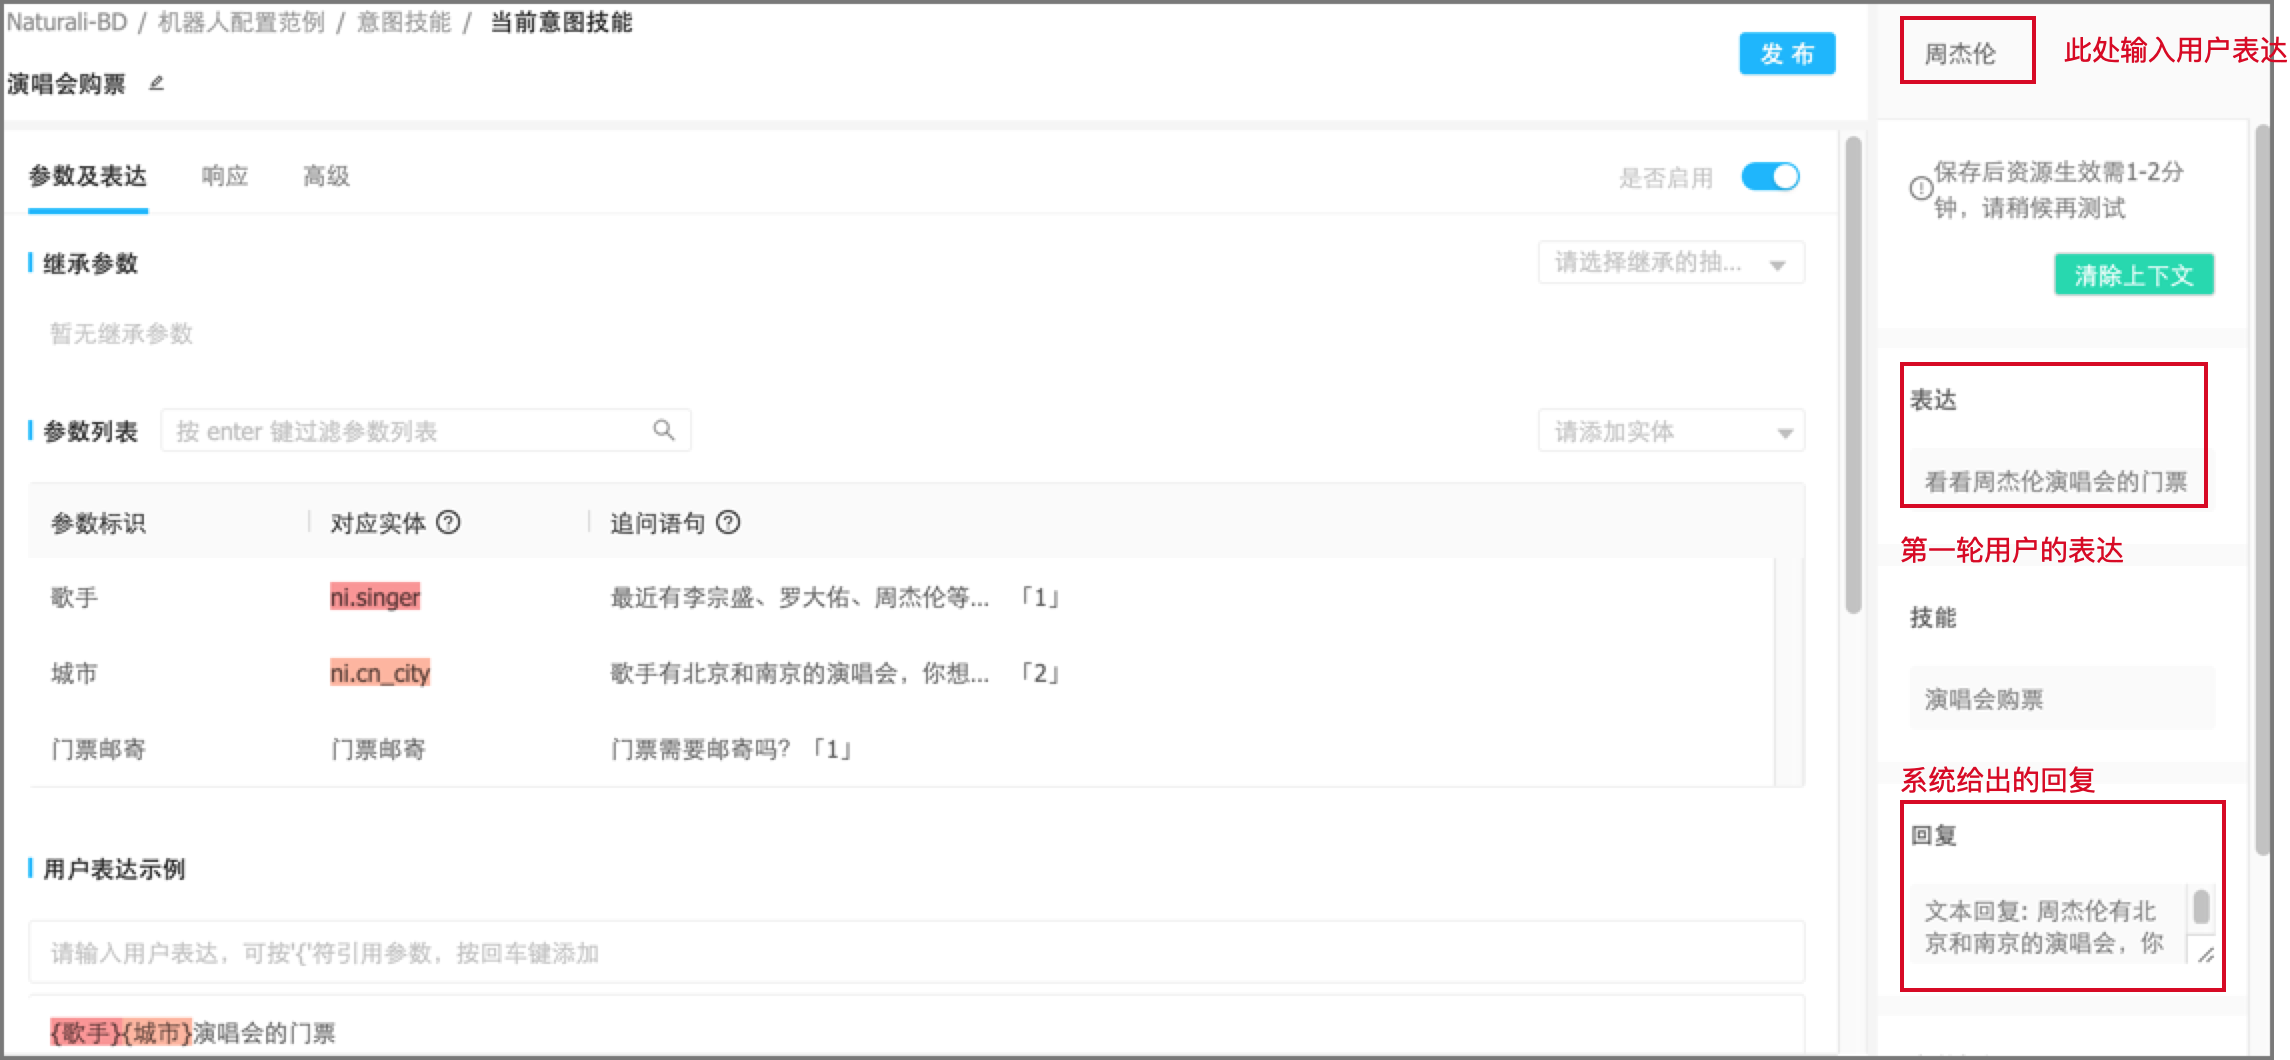 Naturali-BD / 机器人配置范例 / 意图技能 / 当前意图技能
演唱会购票
发 布
参数及表达 响应 高级
是否启用
继承参数
请选择继承的抽...
暂无继承参数
参数列表
按 enter 键过滤参数列表
请添加实体
参数标识 对应实体 追问语句
歌手 ni.singer 最近有李宗盛、罗大佑、周杰伦等... 「1」
城市 ni.cn_city 歌手有北京和南京的演唱会，你想... 「2」
门票邮寄 门票邮寄 门票需要邮寄吗? 「1」
用户表达示例
请输入用户表达，可按'{'符引用参数，按回车键添加
{歌手}{城市}演唱会的门票
周杰伦
此处输入用户表达
保存后资源生效需1-2分
钟，请稍候再测试
清除上下文
表达
看看周杰伦演唱会的门票
第一轮用户的表达
技能
演唱会购票
系统给出的回复
回复
文本回复: 周杰伦有北
京和南京的演唱会，你